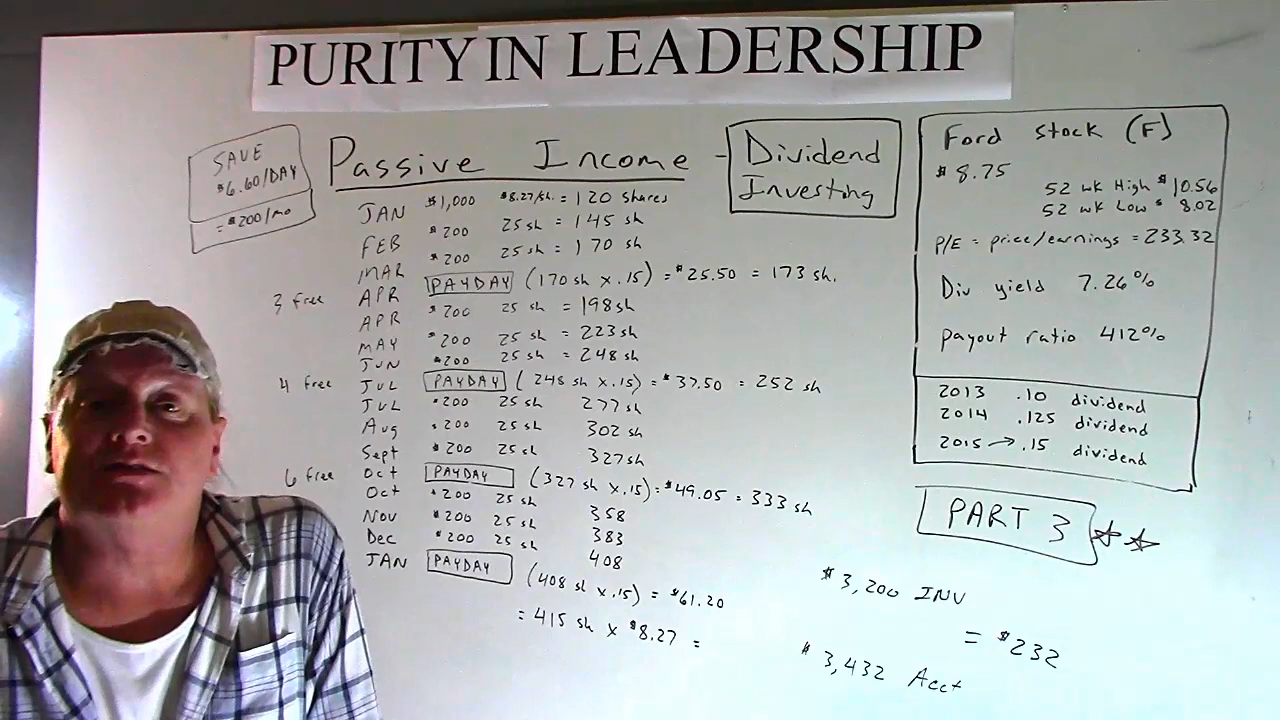 PURITY IN LEADERSHIP
SAVE
$6.60/DAY
= $200/mo
Passive Income - Dividend
Investing
JAN $1,000 $8.27/sh. = 120 shares
FEB $200 25 sh = 145 sh
MAR $200 25 sh = 170 sh
3 free APR PAYDAY (170 sh x .15) = $25.50 = 173 sh.
APR $200 25 sh = 198 sh
MAY $200 25 sh = 223 sh
JUN $200 25 sh = 248 sh
4 free JUL PAYDAY (248 sh x .15) = $37.50 = 252 sh
JUL $200 25 sh 277 sh
Aug $200 25 sh 302 sh
Sept $200 25 sh 327 sh
6 free Oct PAYDAY (327 sh x .15) = $49.05 = 333 sh
Oct $200 25 sh 358
Nov $200 25 sh 383
Dec $200 25 sh 408
JAN PAYDAY (408 sh x .15) = $61.20
= 415 sh x $8.27 =
Ford stock (F)
$8.75
52 wk High $10.56
52 wk Low $8.02
P/E = price/earnings = 233.32
Div yield 7.26%
payout ratio 412%
2013 .10 dividend
2014 .125 dividend
2015 → .15 dividend
PART 3
$3,200 INV
= $232
$3,432 Acct